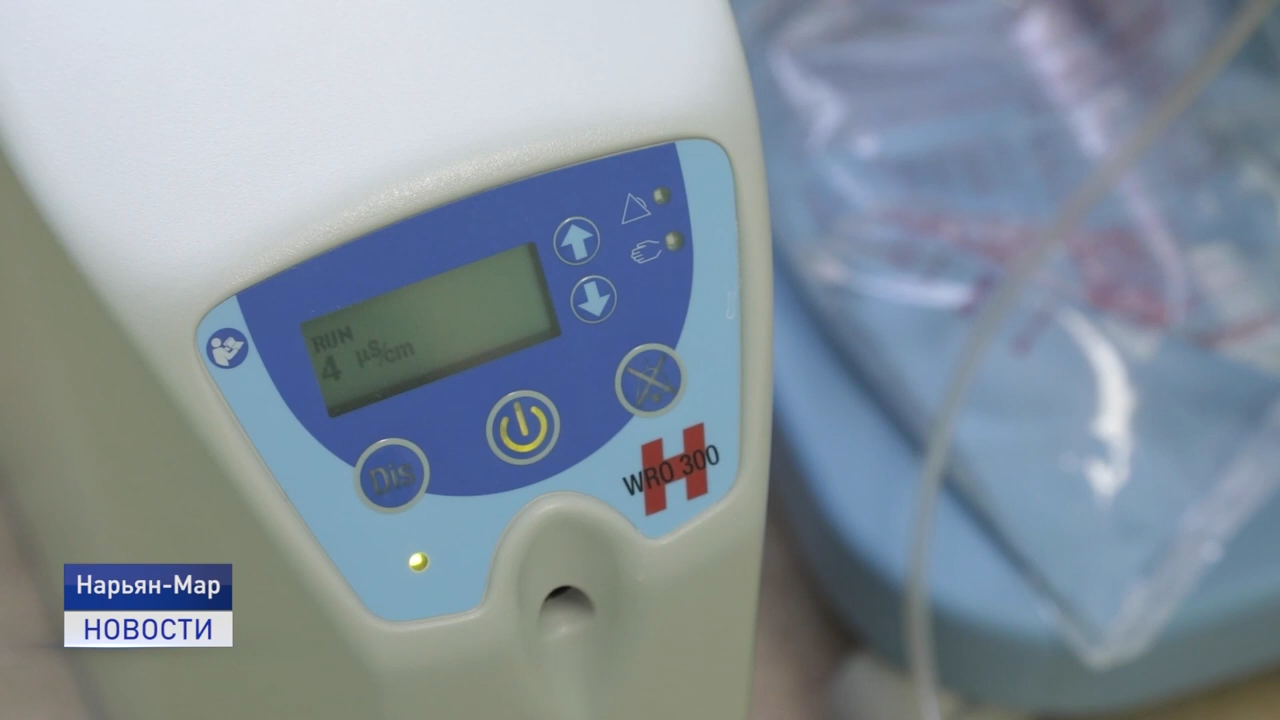 RUN
4 µS/cm
Dis
WRO 300
H
Нарьян-Мар
НОВОСТИ